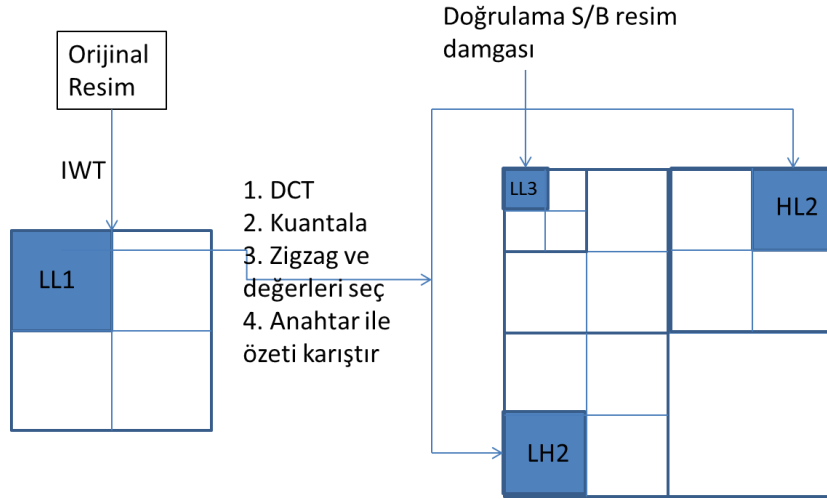 Orijinal
Resim
IWT
LL1
1. DCT
2. Kuantala
3. Zigzag ve
değerleri seç
4. Anahtar ile
özeti karıştır
Doğrulama S/B resim
damgası
LL3
HL2
LH2